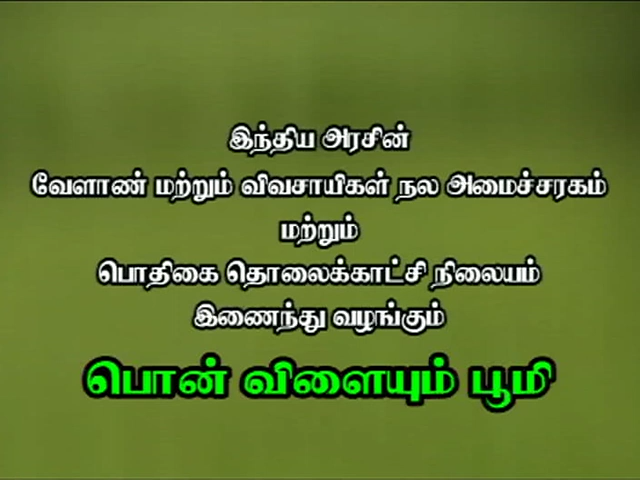 இந்திய அரசின்
வேளாண் மற்றும் விவசாயிகள் நல அமைச்சரகம்
மற்றும்
பொதிகை தொலைக்காட்சி நிலையம்
இணைந்து வழங்கும்
பொன் விளையும் பூமி